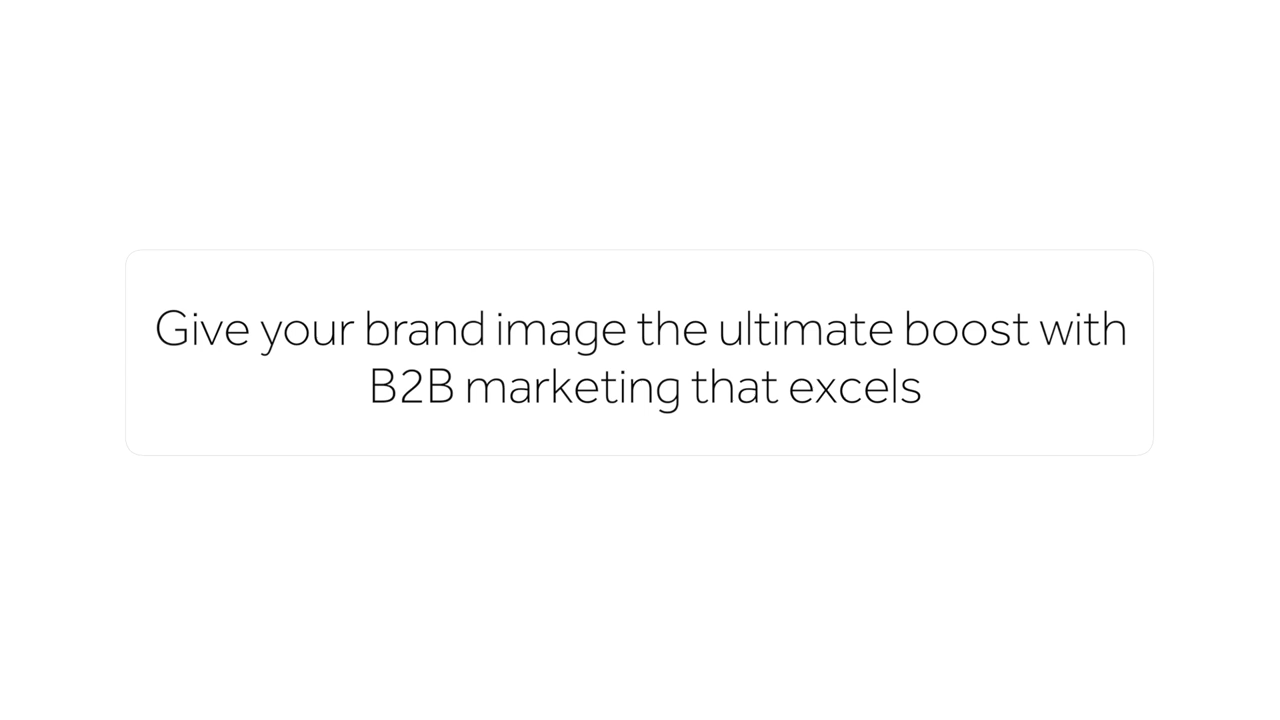 Give your brand image the ultimate boost with
B2B marketing that excels